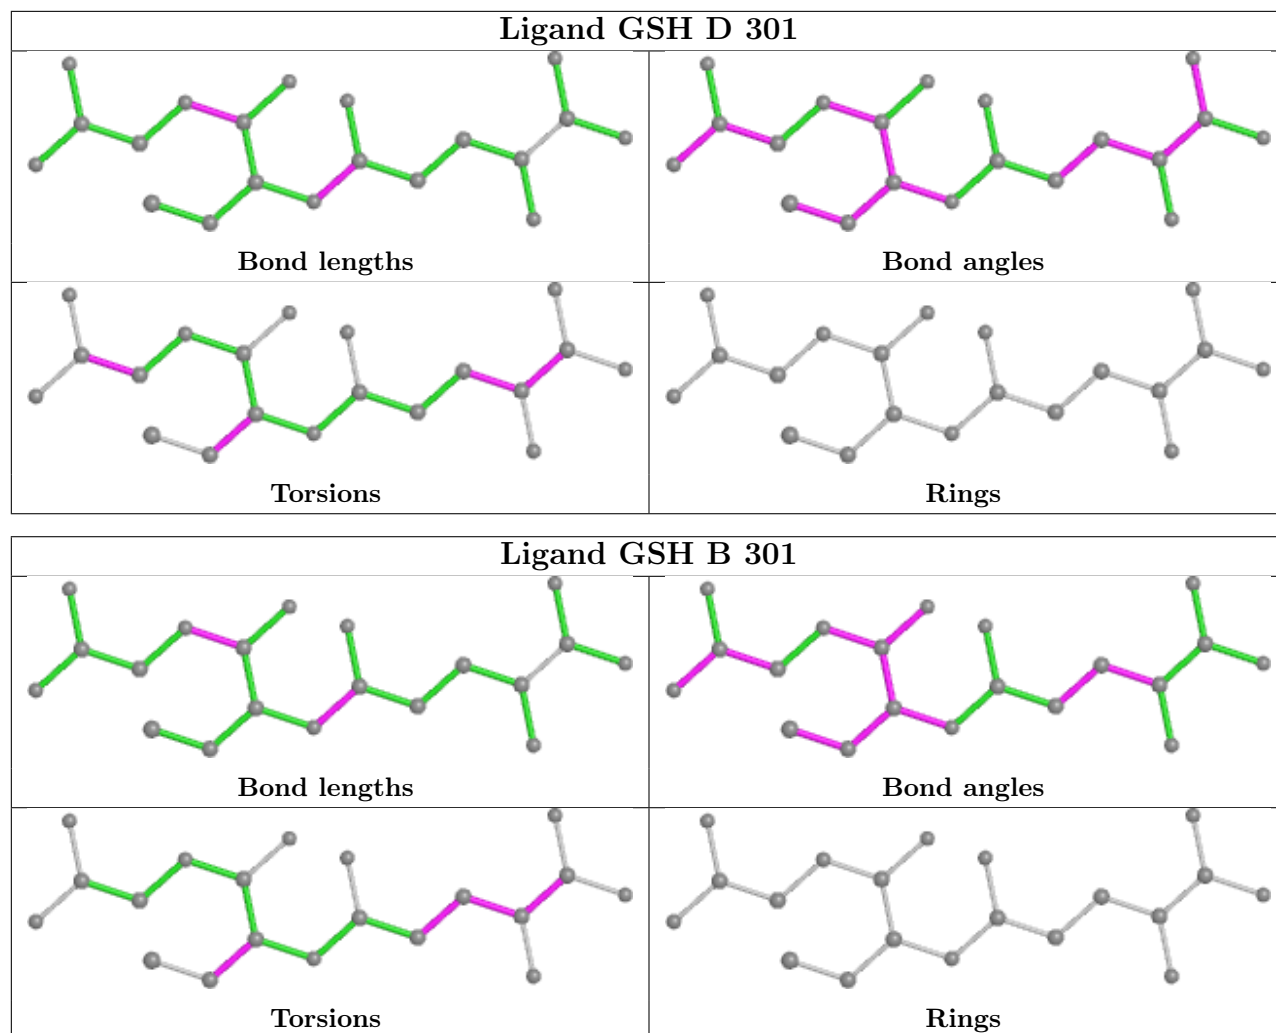 Ligand GSH D 301
Bond lengths
Bond angles
Torsions
Rings
Ligand GSH B 301
Bond lengths
Bond angles
Torsions
Rings